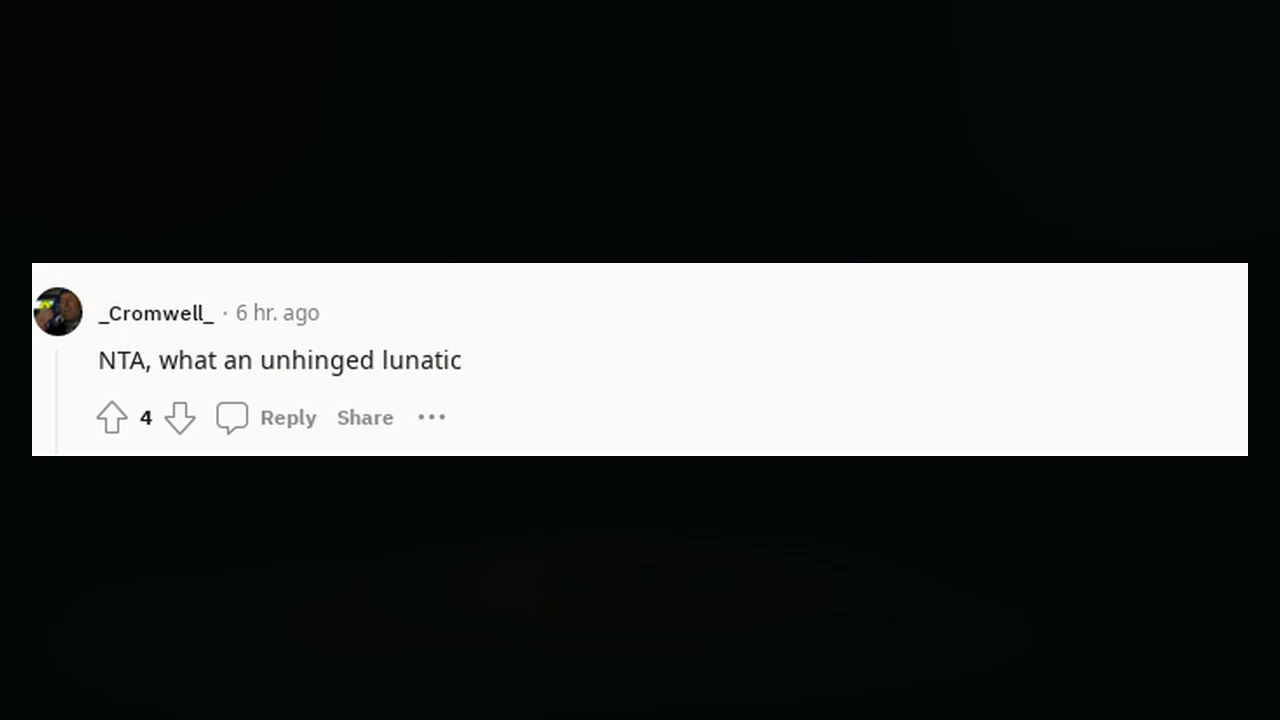 _Cromwell_ · 6 hr. ago
NTA, what an unhinged lunatic
4 Reply Share ···